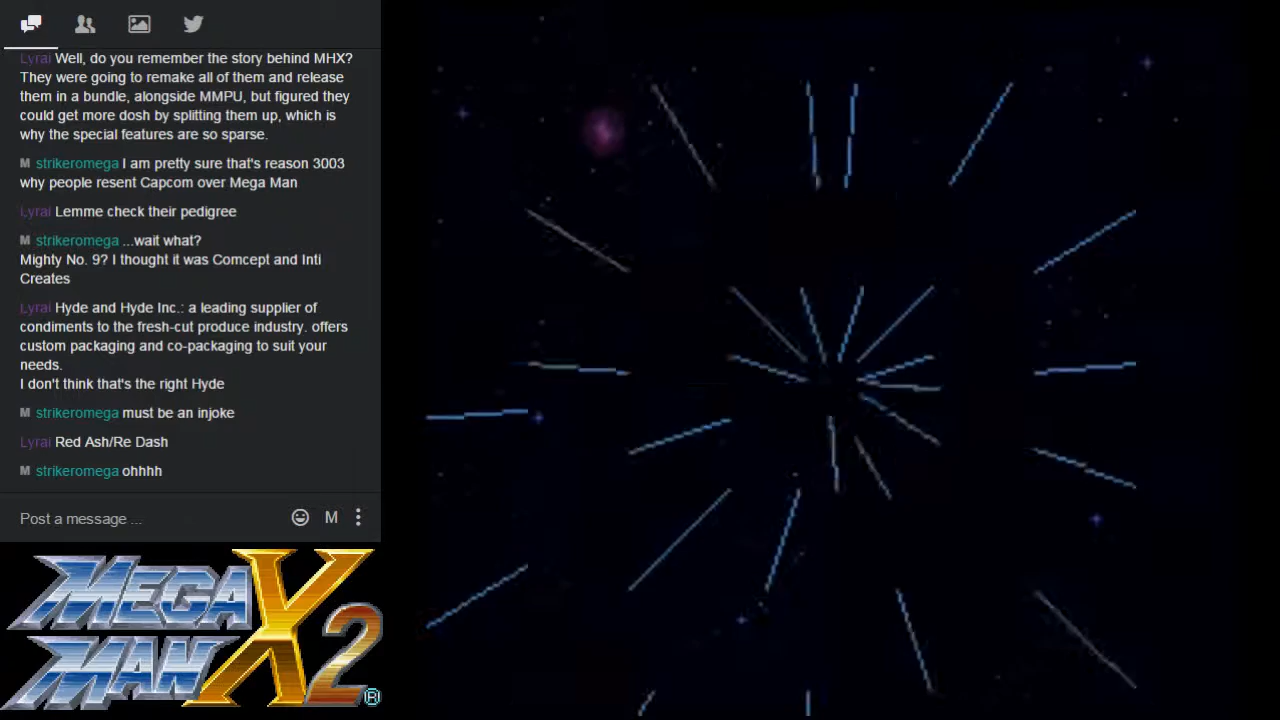 Lyrai Well, do you remember the story behind MHX?
They were going to remake all of them and release
them in a bundle, alongside MMPU, but figured they
could get more dosh by splitting them up, which is
why the special features are so sparse.
M strikeromega I am pretty sure that's reason 3003
why people resent Capcom over Mega Man
Lyrai Lemme check their pedigree
M strikeromega ...wait what?
Mighty No. 9? I thought it was Comcept and Inti
Creates
Lyrai Hyde and Hyde Inc.: a leading supplier of
condiments to the fresh-cut produce industry. offers
custom packaging and co-packaging to suit your
needs.
I don't think that's the right Hyde
M strikeromega must be an injoke
Lyrai Red Ash/Re Dash
M strikeromega ohhhh
Post a message ...
M
MEGA
MAN
X2
®